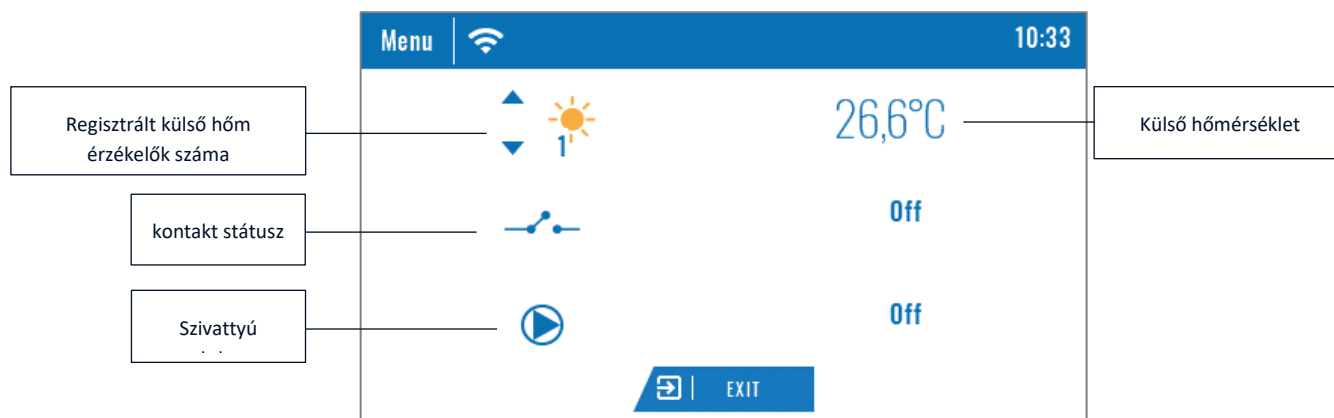 Menu 10:33
Regisztrált külső hőm
érzékelők száma
1
26,6°C
Külső hőmérséklet
kontakt státusz
Off
Szivattyú
Off
EXIT